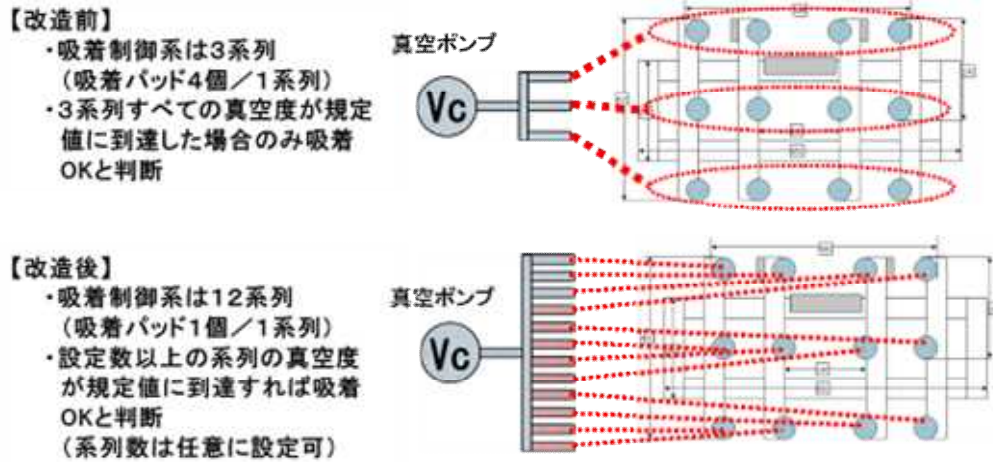 【改造前】
・吸着制御系は3系列
(吸着パッド4個／1系列)
・3系列すべての真空度が規定
値に到達した場合のみ吸着
OKと判断
真空ポンプ
Vc
【改造後】
・吸着制御系は12系列
(吸着パッド1個／1系列)
・設定数以上の系列の真空度
が規定値に到達すれば吸着
OKと判断
(系列数は任意に設定可)
真空ポンプ
Vc